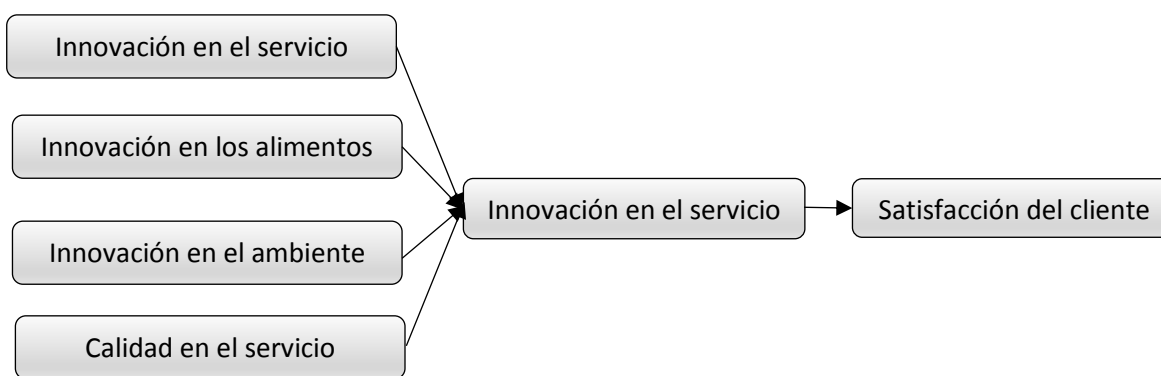 Innovación en el servicio
Innovación en los alimentos
Innovación en el ambiente
Calidad en el servicio
Innovación en el servicio
Satisfacción del cliente